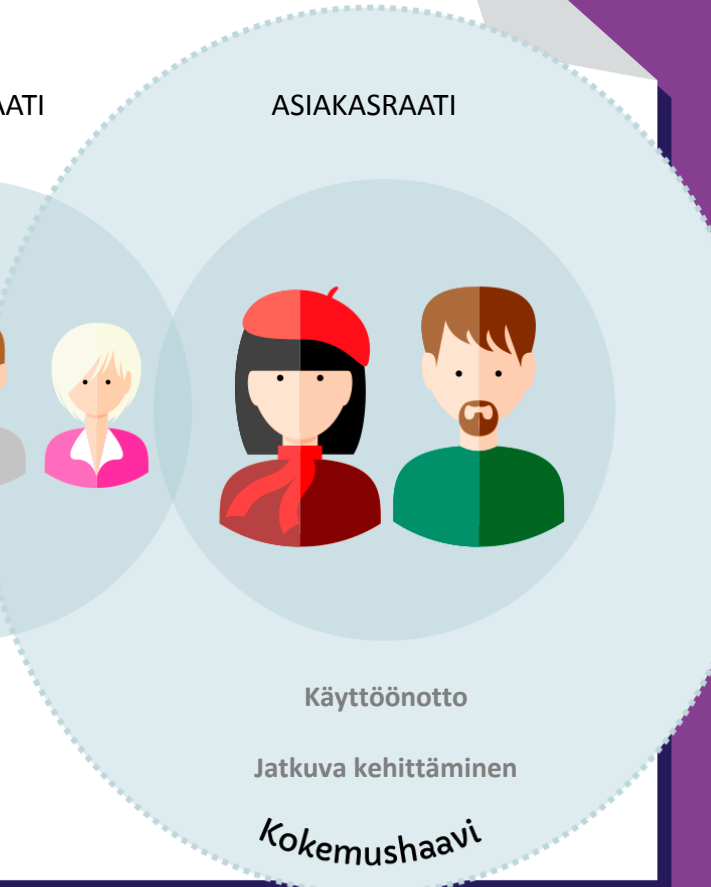 AATI
ASIAKASRAATI
Käyttöönotto
Jatkuva kehittäminen
Kokemushaavi